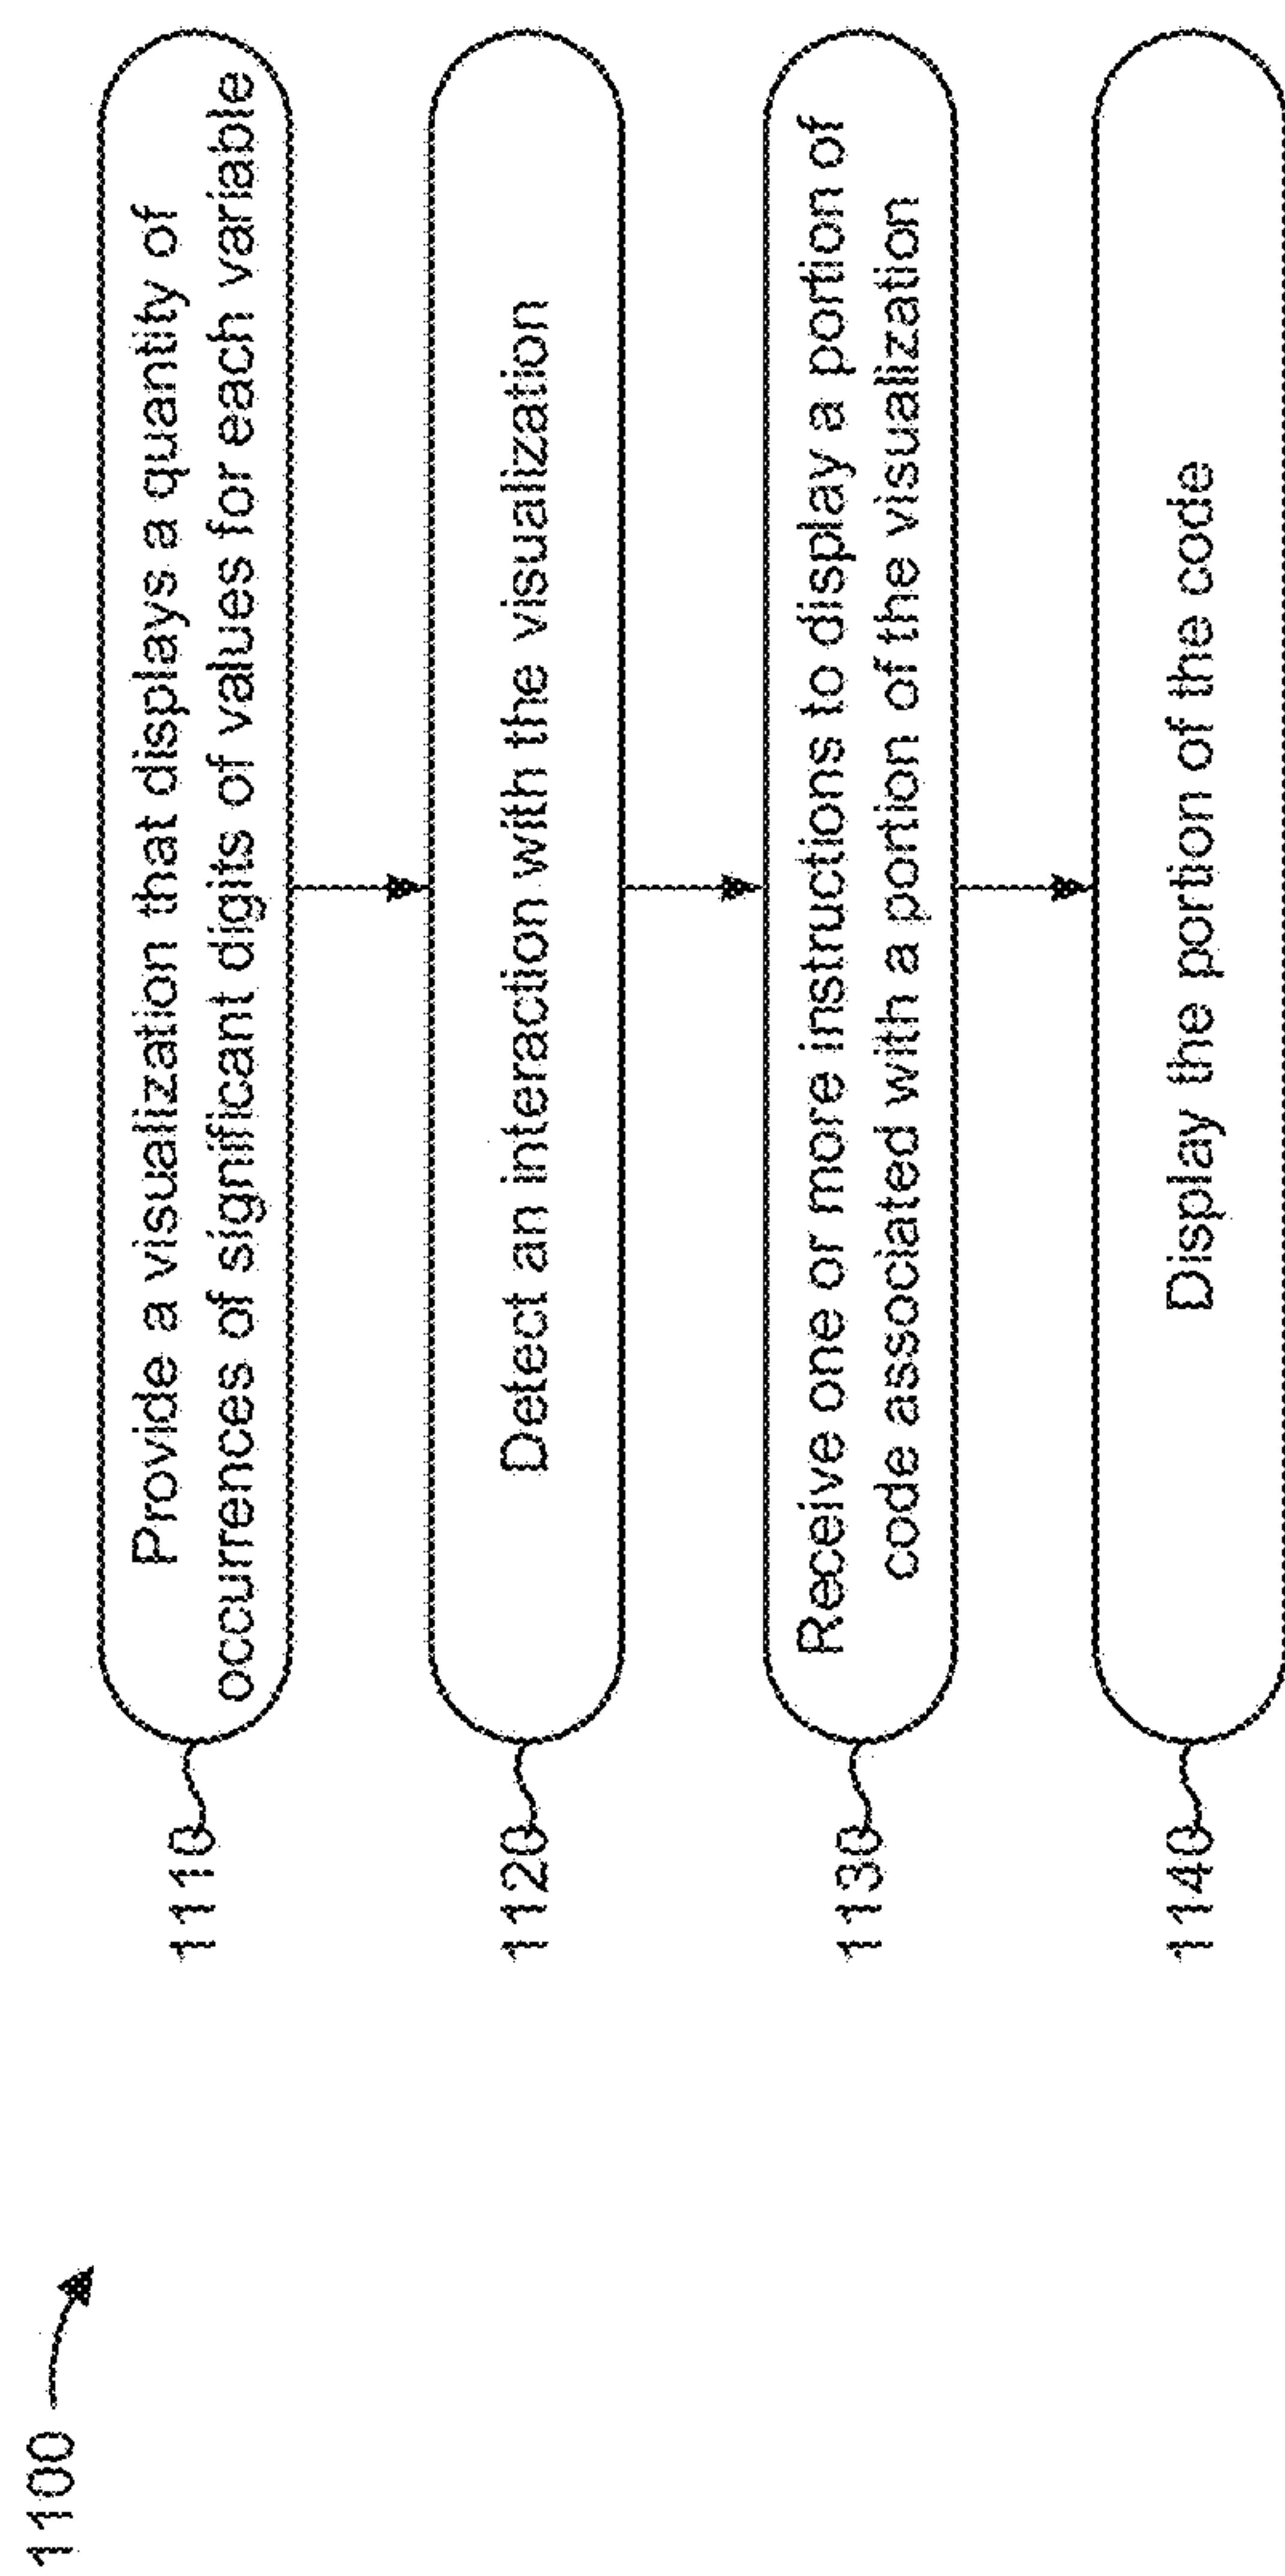 1100
1110
Provide a visualization that displays a quantity of
occurrences of significant digits of values for each variable
1120
Detect an interaction with the visualization
1130
Receive one or more instructions to display a portion of
code associated with a portion of the visualization
1140
Display the portion of the code